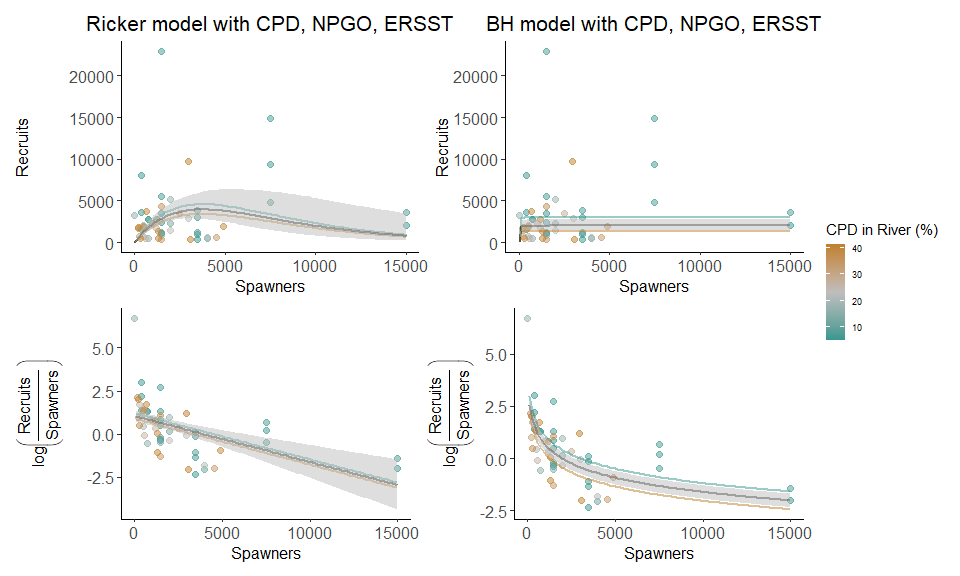 Ricker model with CPD, NPGO, ERSST
20000
15000
10000
5000
0
Recruits
0 5000 10000 15000
Spawners
BH model with CPD, NPGO, ERSST
20000
15000
10000
5000
0
Recruits
0 5000 10000 15000
Spawners
CPD in River (%)
40
30
20
10
5.0
2.5
0.0
-2.5
log(Recruits/Spawners)
0 5000 10000 15000
Spawners
5.0
2.5
0.0
-2.5
log(Recruits/Spawners)
0 5000 10000 15000
Spawners